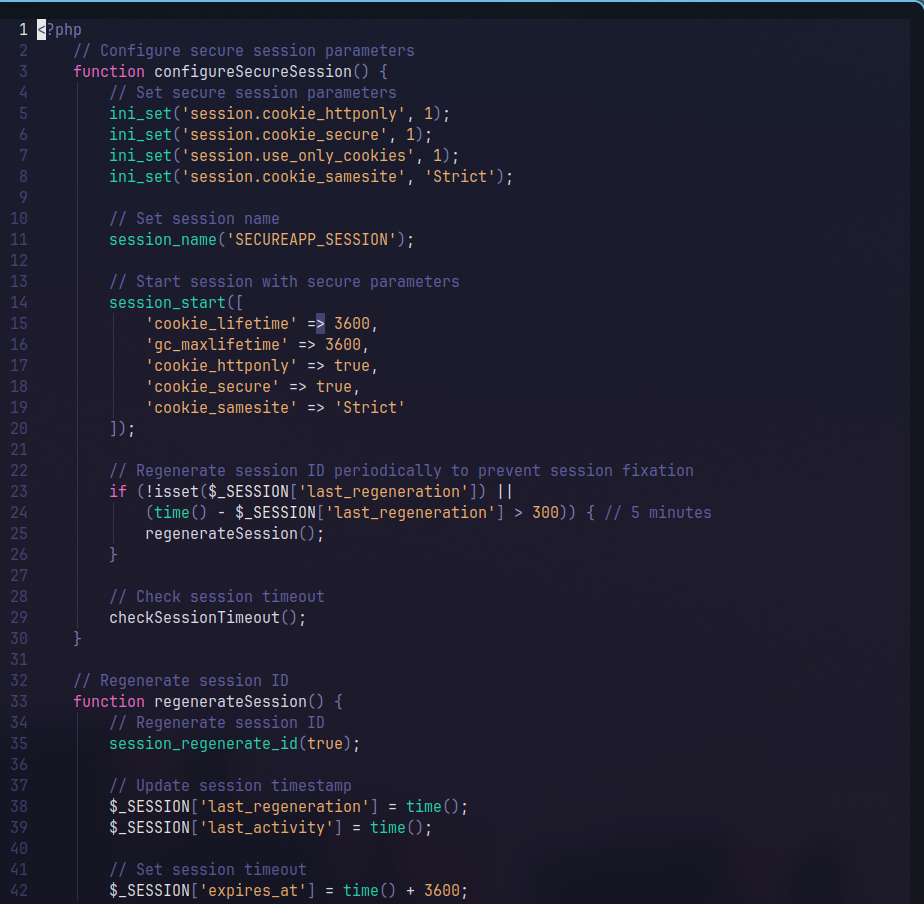 1 <?php
2     // Configure secure session parameters
3     function configureSecureSession() {
4         // Set secure session parameters
5         ini_set('session.cookie_httponly', 1);
6         ini_set('session.cookie_secure', 1);
7         ini_set('session.use_only_cookies', 1);
8         ini_set('session.cookie_samesite', 'Strict');
9
10         // Set session name
11         session_name('SECUREAPP_SESSION');
12
13         // Start session with secure parameters
14         session_start([
15             'cookie_lifetime' => 3600,
16             'gc_maxlifetime' => 3600,
17             'cookie_httponly' => true,
18             'cookie_secure' => true,
19             'cookie_samesite' => 'Strict'
20         ]);
21
22         // Regenerate session ID periodically to prevent session fixation
23         if (!isset($_SESSION['last_regeneration']) ||
24             (time() - $_SESSION['last_regeneration'] > 300)) { // 5 minutes
25             regenerateSession();
26         }
27
28         // Check session timeout
29         checkSessionTimeout();
30     }
31
32     // Regenerate session ID
33     function regenerateSession() {
34         // Regenerate session ID
35         session_regenerate_id(true);
36
37         // Update session timestamp
38         $_SESSION['last_regeneration'] = time();
39         $_SESSION['last_activity'] = time();
40
41         // Set session timeout
42         $_SESSION['expires_at'] = time() + 3600;